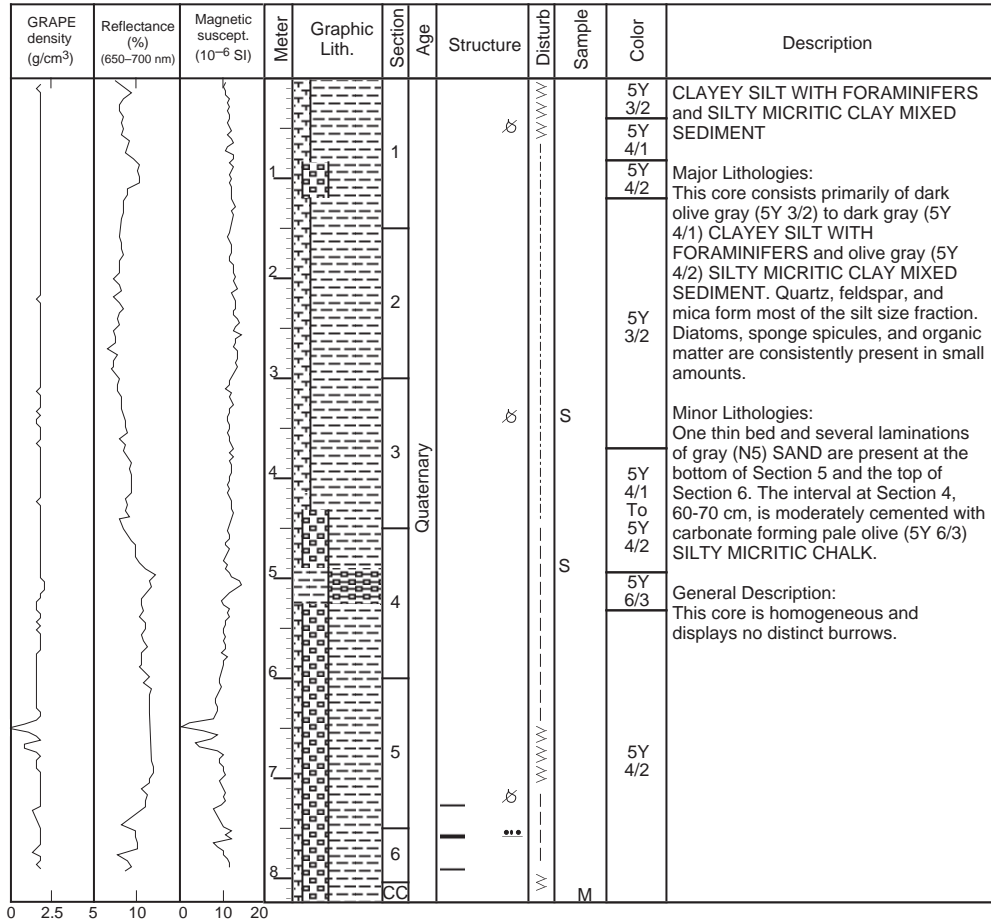 GRAPE
density
(g/cm3)
Reflectance
(%)
(650–700 nm)
Magnetic
suscept.
(10–6 SI)
Meter
Graphic
Lith.
Section
Age
Structure
Disturb
Sample
Color
Description
1
2
3
4
5
6
7
8
1
2
3
4
5
6
CC
Quaternary
S
S
M
5Y
3/2
5Y
4/1
5Y
4/2
5Y
3/2
5Y
4/1
To
5Y
4/2
5Y
6/3
5Y
4/2
CLAYEY SILT WITH FORAMINIFERS
and SILTY MICRITIC CLAY MIXED
SEDIMENT
Major Lithologies:
This core consists primarily of dark
olive gray (5Y 3/2) to dark gray (5Y
4/1) CLAYEY SILT WITH
FORAMINIFERS and olive gray (5Y
4/2) SILTY MICRITIC CLAY MIXED
SEDIMENT. Quartz, feldspar, and
mica form most of the silt size fraction.
Diatoms, sponge spicules, and organic
matter are consistently present in small
amounts.
Minor Lithologies:
One thin bed and several laminations
of gray (N5) SAND are present at the
bottom of Section 5 and the top of
Section 6. The interval at Section 4,
60-70 cm, is moderately cemented with
carbonate forming pale olive (5Y 6/3)
SILTY MICRITIC CHALK.
General Description:
This core is homogeneous and
displays no distinct burrows.
0 2.5 5 10 0 10 20